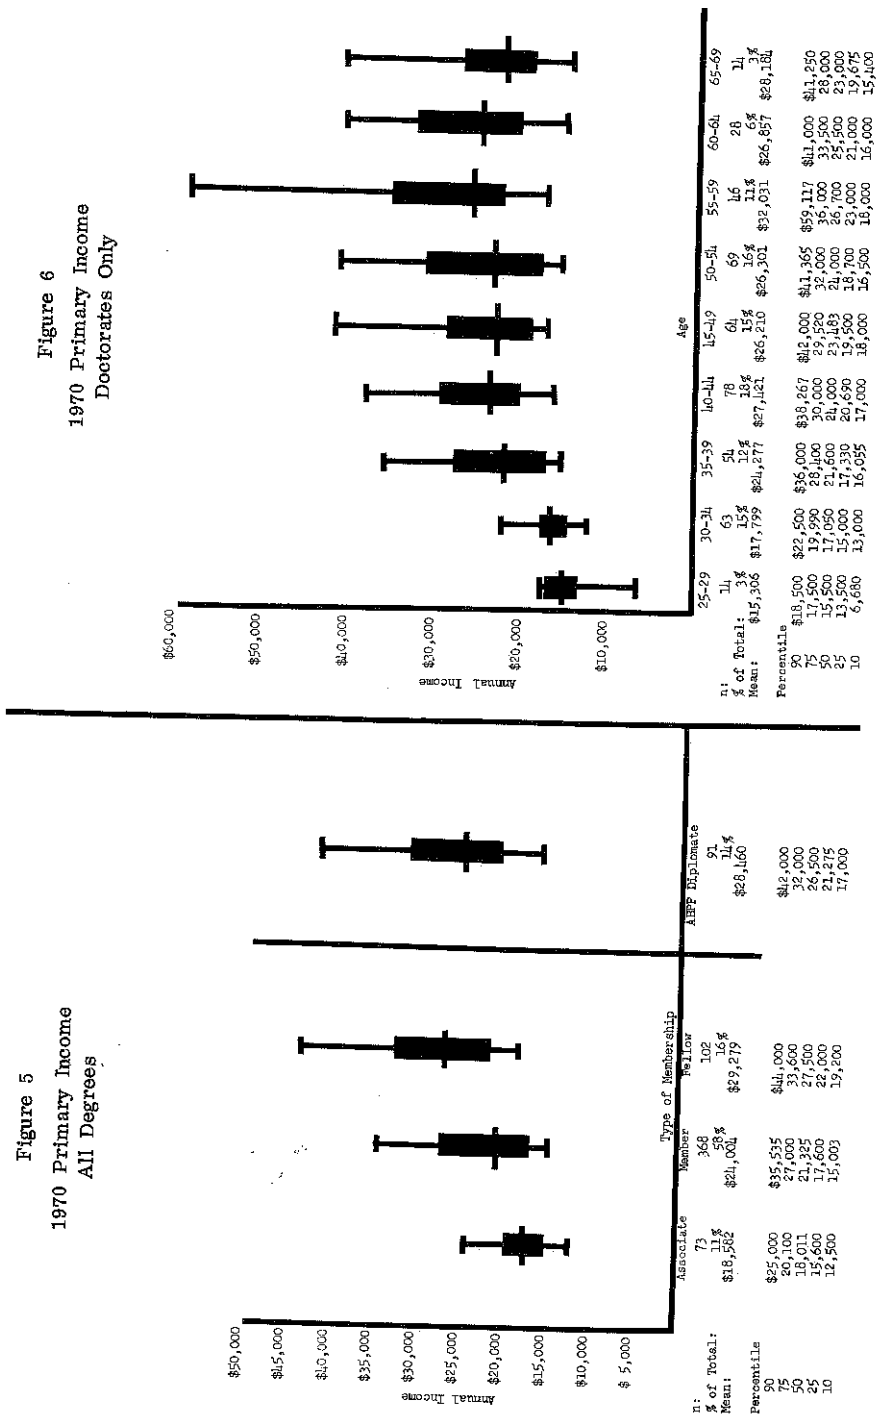 Figure 5
1970 Primary Income
All Degrees
$50,000
$45,000
$40,000
$35,000
$30,000
$25,000
$20,000
$15,000
$10,000
$ 5,000
Annual Income
Type of Membership
Associate Member Fellow ABPP Diplomate
n: 73 368 102 91
% of Total: 11% 58% 16% 14%
Mean: $18,582 $24,004 $29,279 $28,460
Percentile
90 $25,000 $35,535 $44,000 $42,000
75 20,100 27,000 33,600 32,000
50 18,011 21,325 27,500 26,500
25 15,600 17,600 22,000 21,275
10 12,500 15,003 19,200 17,000
Figure 6
1970 Primary Income
Doctorates Only
$60,000
$50,000
$40,000
$30,000
$20,000
$10,000
Annual Income
Age
25-29 30-34 35-39 40-44 45-49 50-54 55-59 60-64 65-69
n: 14 63 54 78 64 69 46 28 14
% of Total: 3% 15% 12% 18% 15% 16% 11% 6% 3%
Mean: $15,306 $17,799 $24,277 $27,421 $26,210 $26,301 $32,031 $26,857 $28,184
Percentile
90 $18,500 $22,500 $36,000 $38,267 $42,000 $41,365 $59,117 $41,000 $41,250
75 17,500 19,990 28,400 30,000 29,520 32,000 36,000 33,500 28,000
50 15,500 17,050 21,600 24,000 23,483 24,000 26,700 25,500 23,000
25 13,500 15,000 17,330 20,690 19,500 18,700 23,000 21,000 19,675
10 6,680 13,000 16,055 17,000 18,000 16,500 18,000 16,000 15,400